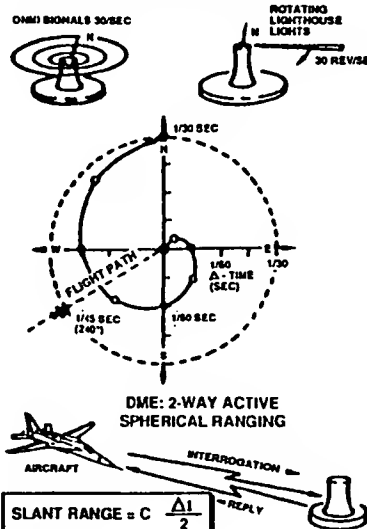 OMNI SIGNALS 30/SEC
N
ROTATING
LIGHTHOUSE
LIGHTS
N
30 REV/SE
1/30 SEC
N
W
E
1/60
1/30
Δ - TIME
(SEC)
FLIGHT PATH
1/45 SEC
(240°)
1/60 SEC
S
DME: 2-WAY ACTIVE
SPHERICAL RANGING
INTERROGATION
AIRCRAFT
REPLY
SLANT RANGE = C Δt
2